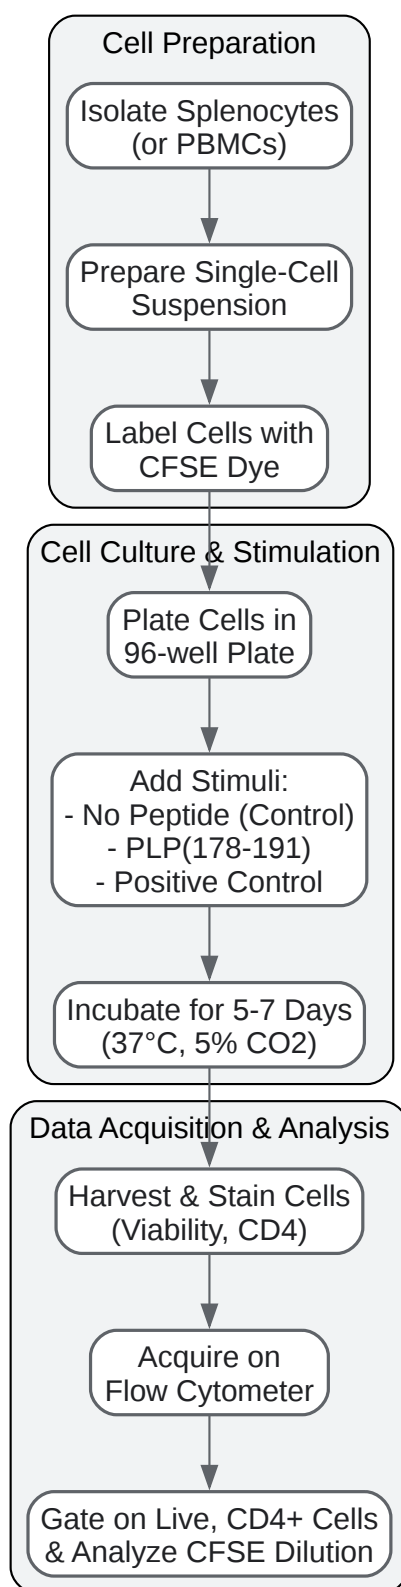 Cell Preparation
Isolate Splenocytes
(or PBMCs)
Prepare Single-Cell
Suspension
Label Cells with
CFSE Dye
Cell Culture & Stimulation
Plate Cells in
96-well Plate
Add Stimuli:
- No Peptide (Control)
- PLP(178-191)
- Positive Control
Incubate for 5-7 Days
(37°C, 5% CO2)
Data Acquisition & Analysis
Harvest & Stain Cells
(Viability, CD4)
Acquire on
Flow Cytometer
Gate on Live, CD4+ Cells
& Analyze CFSE Dilution